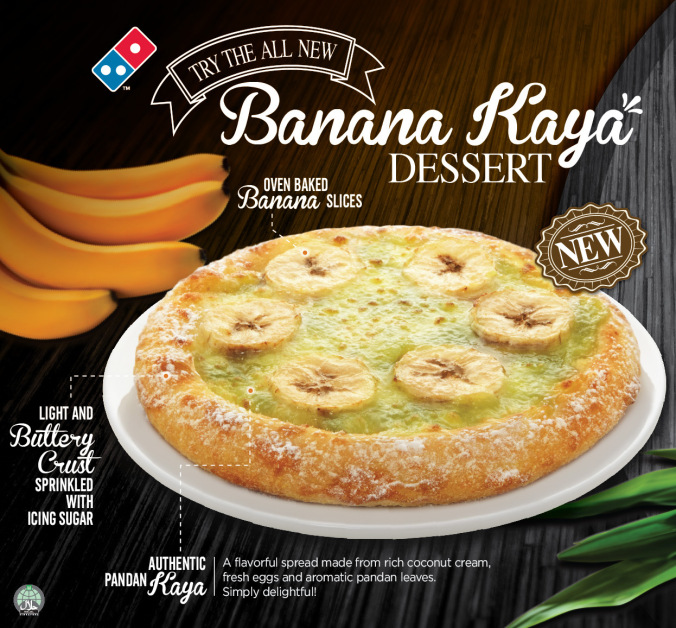 TRY THE ALL NEW
Banana Kaya
DESSERT
OVEN BAKED
Banana SLICES
NEW
LIGHT AND
Buttery
Crust
SPRINKLED
WITH
ICING SUGAR
AUTHENTIC
PANDAN Kaya
A flavorful spread made from rich coconut cream,
fresh eggs and aromatic pandan leaves.
Simply delightful!
TM